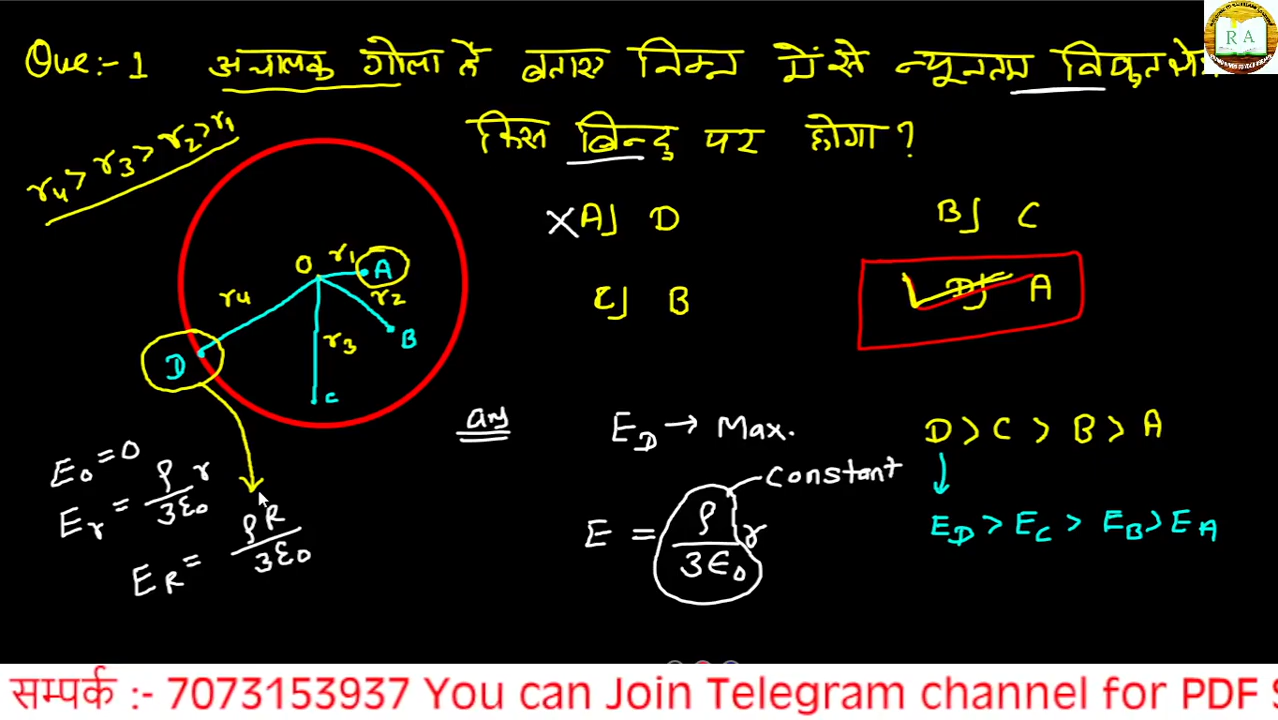 Que:- 1 अचालक गोला है बताए निम्न में से न्यूनतम विद्युत क्षेत्र
किस बिन्दु पर होगा ?
r4 > r3 > r2 > r1
X A] D
B] C
C] B
D] A
O r1 A
r4 r2
r3 B
D
C
Ans
ED → Max.
D > C > B > A
Constant
E0 = 0
Er = ρr/3ε0
ER = ρR/3ε0
E = ρ/3ε0 r
ED > EC > EB > EA
RA
सम्पर्क :- 7073153937 You can Join Telegram channel for PDF S